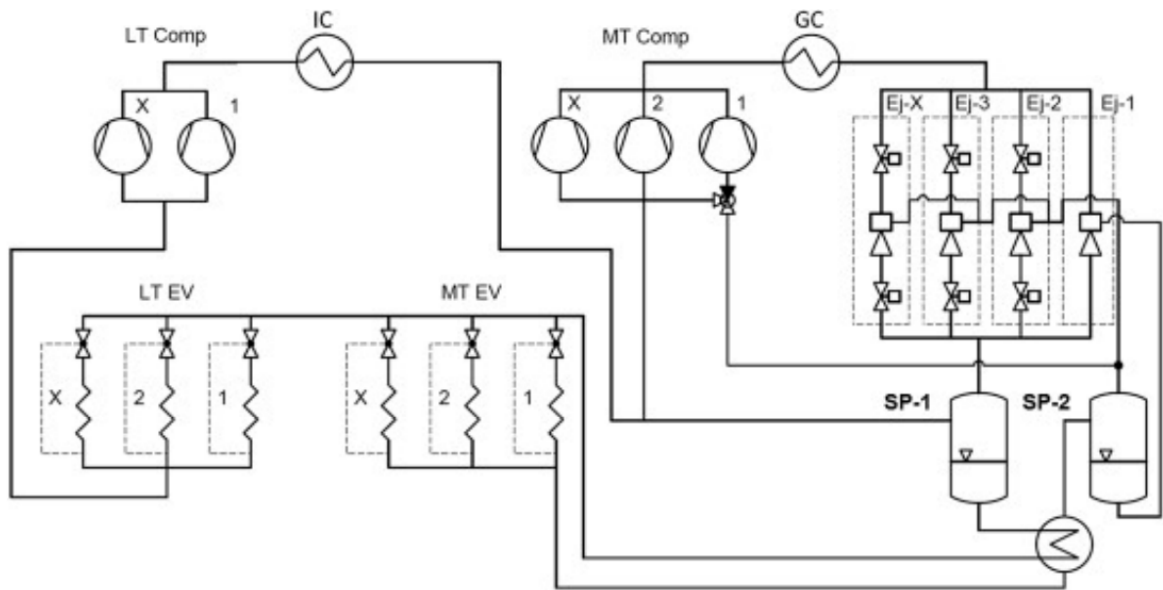 IC
GC
LT Comp
MT Comp
X
1
X
2
1
Ej-X
Ej-3
Ej-2
Ej-1
LT EV
MT EV
X
2
1
X
2
1
SP-1
SP-2